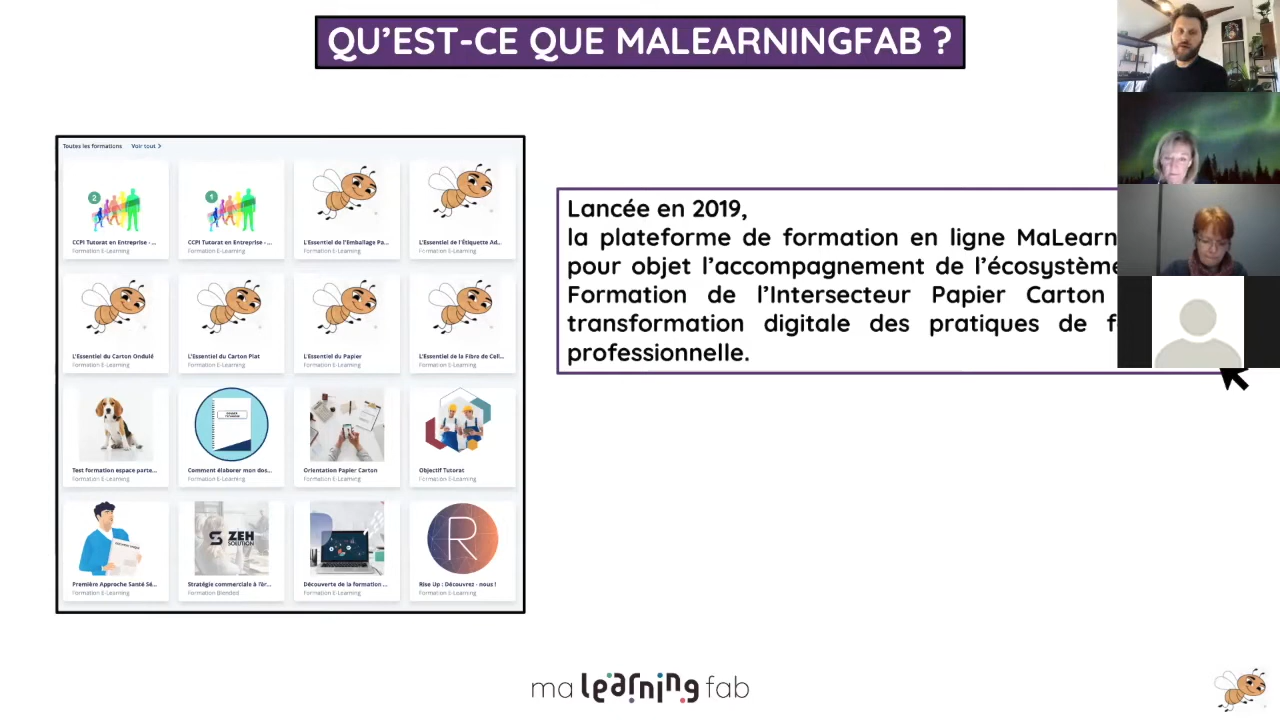 QU'EST-CE QUE MALEARNINGFAB ?
Toutes les formations Voir tout >
2
1
CCPI Tutorat en Entreprise - ...
Formation E-Learning
CCPI Tutorat en Entreprise - ...
Formation E-Learning
L'Essentiel de l'Emballage Pa...
Formation E-Learning
L'Essentiel de l'Étiquette Ad...
Formation E-Learning
L'Essentiel du Carton Ondulé
Formation E-Learning
L'Essentiel du Carton Plat
Formation E-Learning
L'Essentiel du Papier
Formation E-Learning
L'Essentiel de la Fibre de Cell...
Formation E-Learning
Test formation espace parte...
Formation E-Learning
Comment élaborer mon dos...
Formation E-Learning
Orientation Papier Carton
Formation E-Learning
Objectif Tutorat
Formation E-Learning
ZEH
SOLUTION
R
Première Approche Santé Sé...
Formation E-Learning
Stratégie commerciale à l'èr...
Formation Blended
Découverte de la formation ...
Formation E-Learning
Rise Up : Découvrez - nous !
Formation E-Learning
Lancée en 2019,
la plateforme de formation en ligne MaLearn
pour objet l'accompagnement de l'écosystème
Formation de l'Intersecteur Papier Carton
transformation digitale des pratiques de f
professionnelle.
ma learning fab